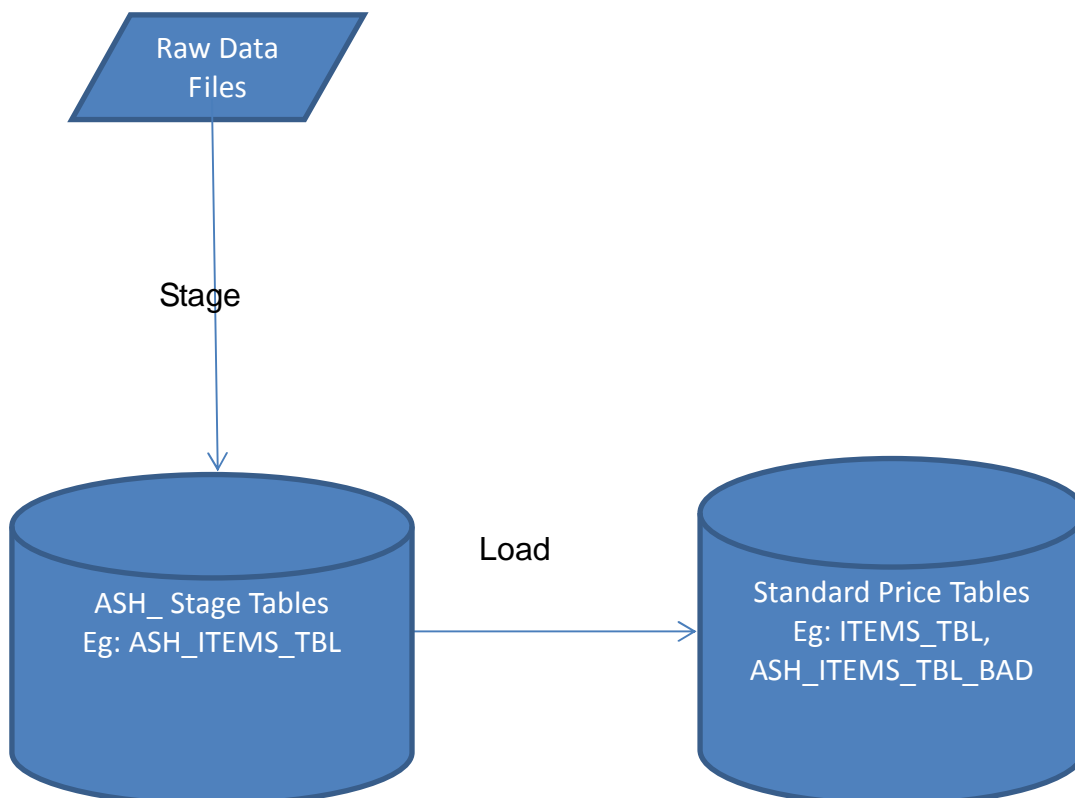 Raw Data
Files
Stage
Load
ASH_ Stage Tables
Eg: ASH_ITEMS_TBL
Standard Price Tables
Eg: ITEMS_TBL,
ASH_ITEMS_TBL_BAD